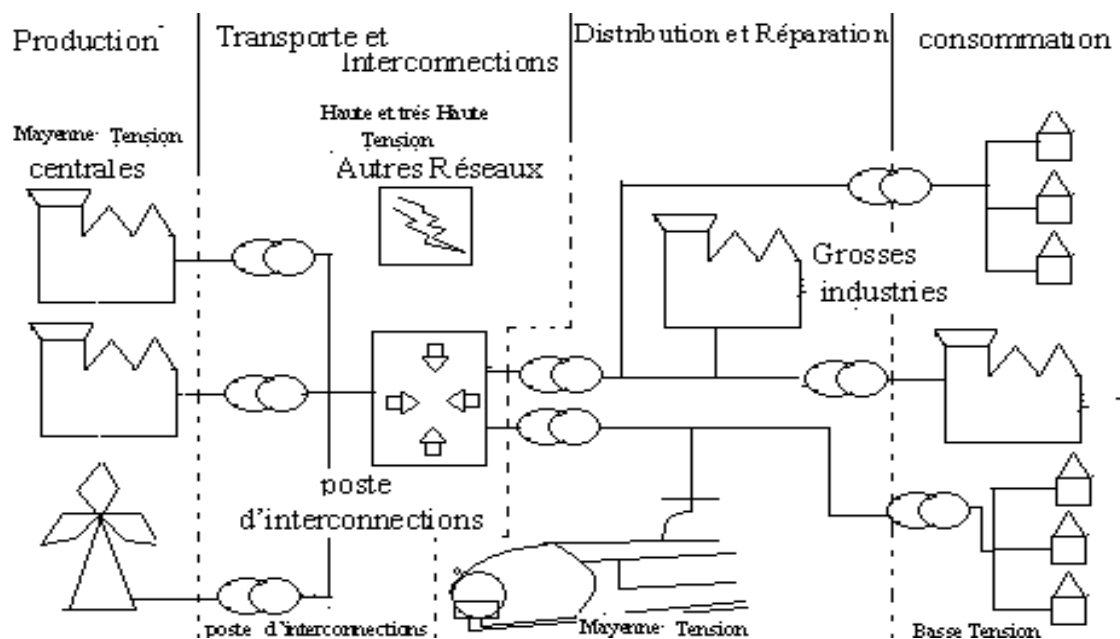 Production
Transporte et
Interconnections
Distribution et Réparation
consommation
Mayenne Tension
centrales
Haute et trés Haute
Tension
Autres Réseaux
Grosses
industries
poste
d'interconnections
poste d'interconnections
Mayenne Tension
Basse Tension